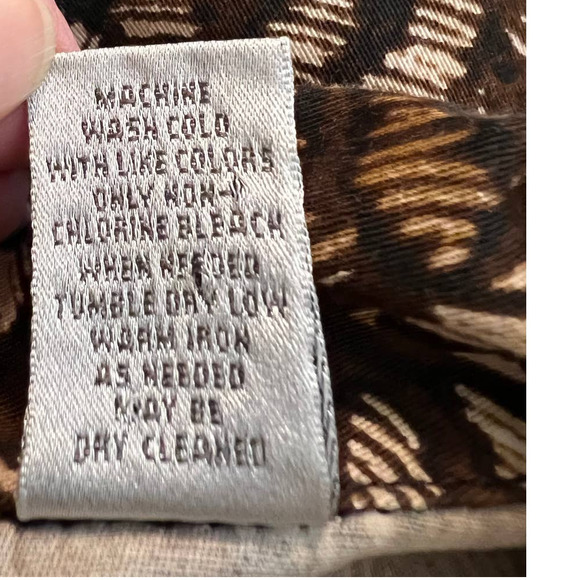 MACHINE
WASH COLD
WITH LIKE COLORS
ONLY NON-
CHLORINE BLEACH
WHEN NEEDED
TUMBLE DRY LOW
WARM IRON
AS NEEDED
MAY BE
DRY CLEANED